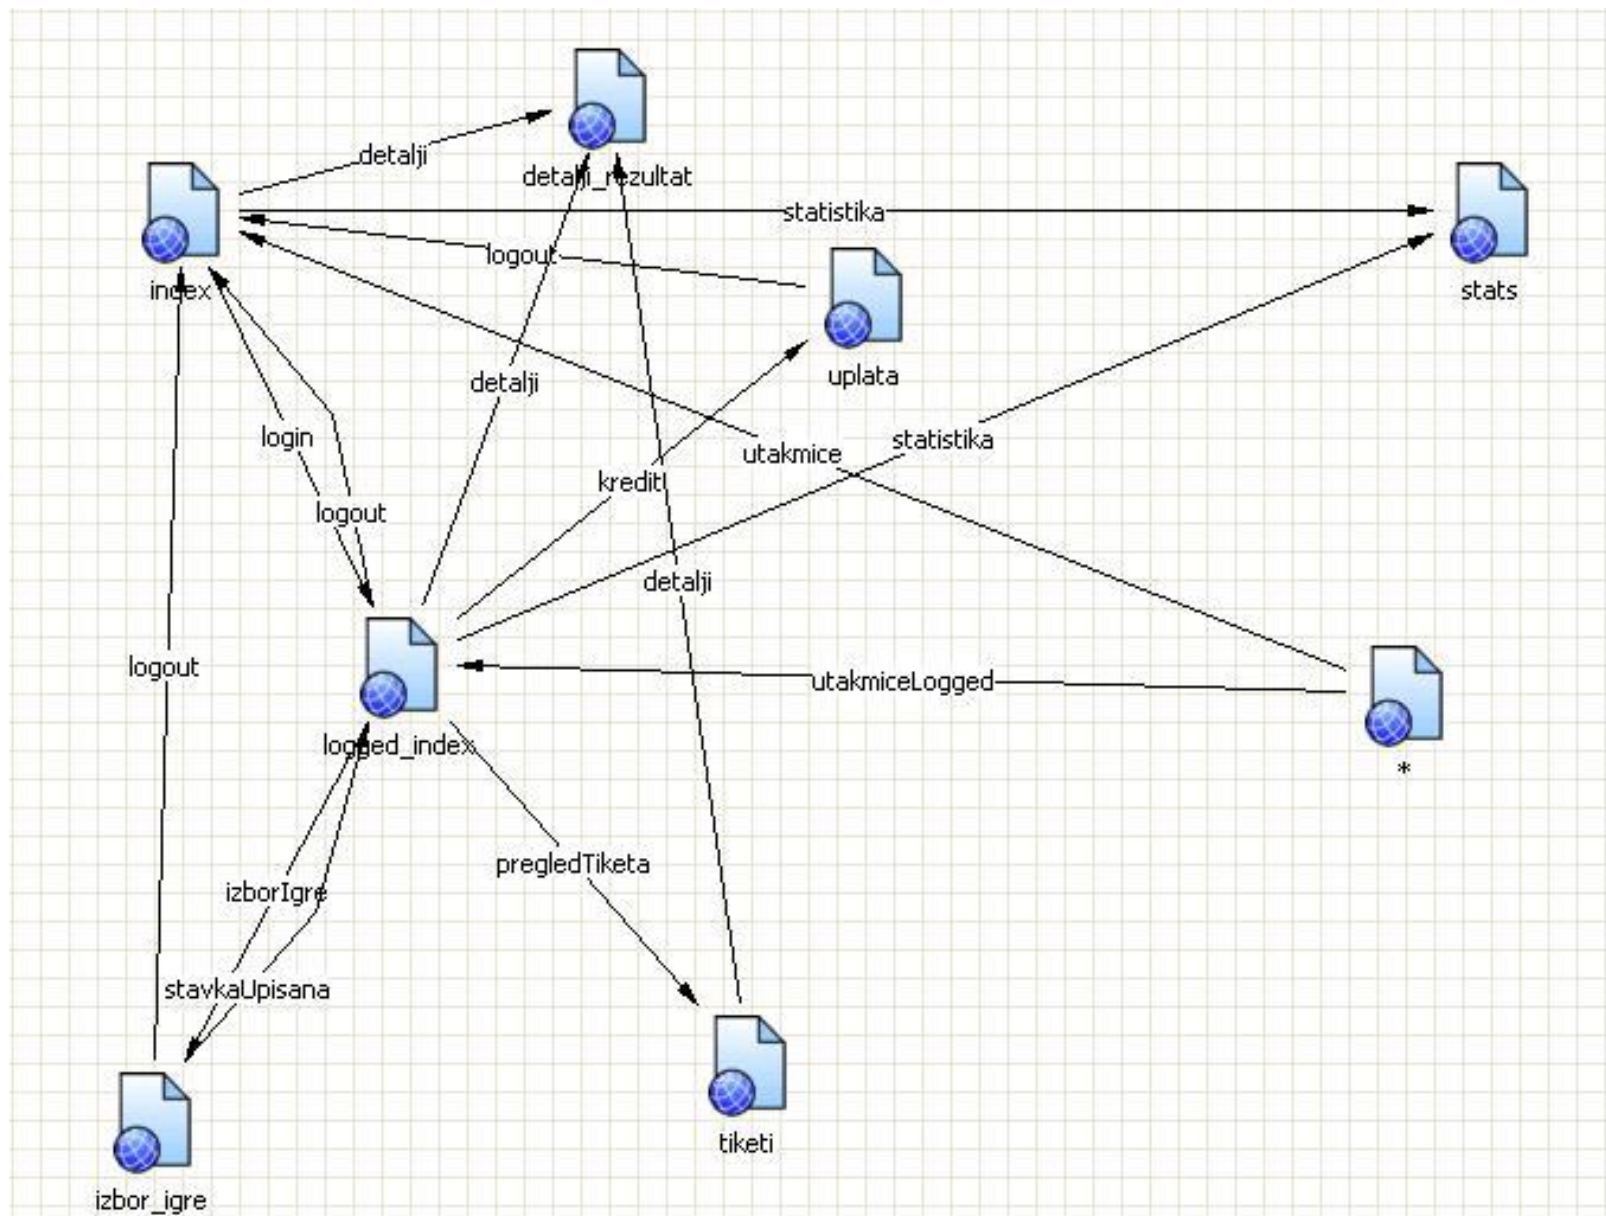 detalji
detalji_rezultat
statistika
logout
index
stats
uplata
detalji
login
statistika
utakmice
kredit
logout
detalji
logout
utakmiceLogged
logged_index
*
pregledTiketa
izborIgre
stavkaUpisana
tiketi
izbor_igre